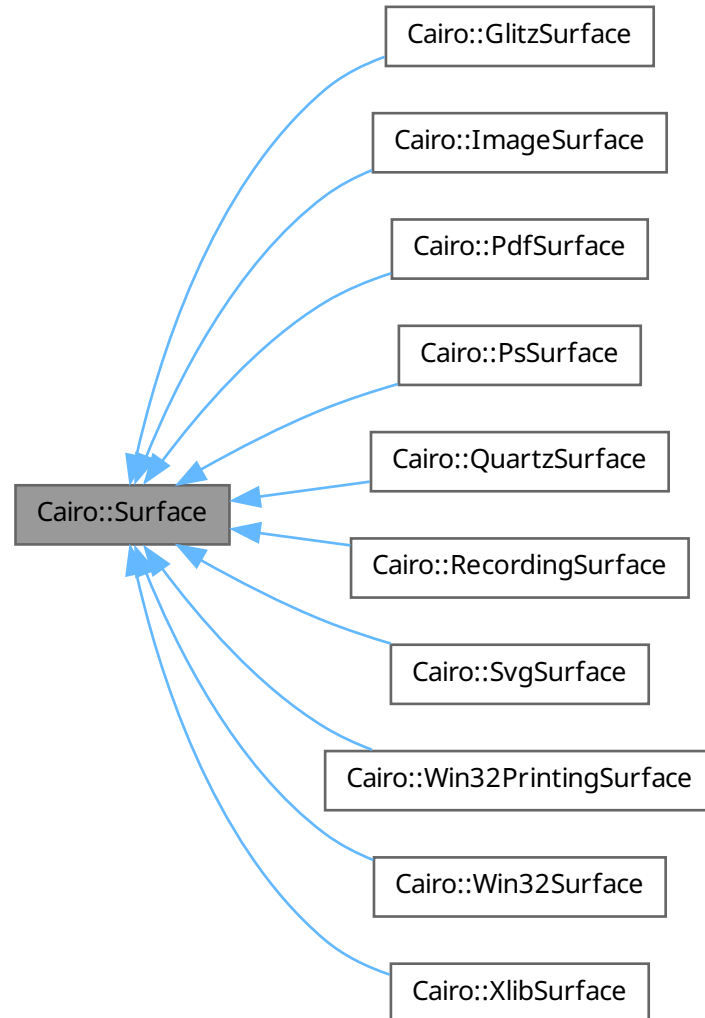 Cairo::GlitzSurface
Cairo::ImageSurface
Cairo::PdfSurface
Cairo::PsSurface
Cairo::QuartzSurface
Cairo::Surface
Cairo::RecordingSurface
Cairo::SvgSurface
Cairo::Win32PrintingSurface
Cairo::Win32Surface
Cairo::XlibSurface